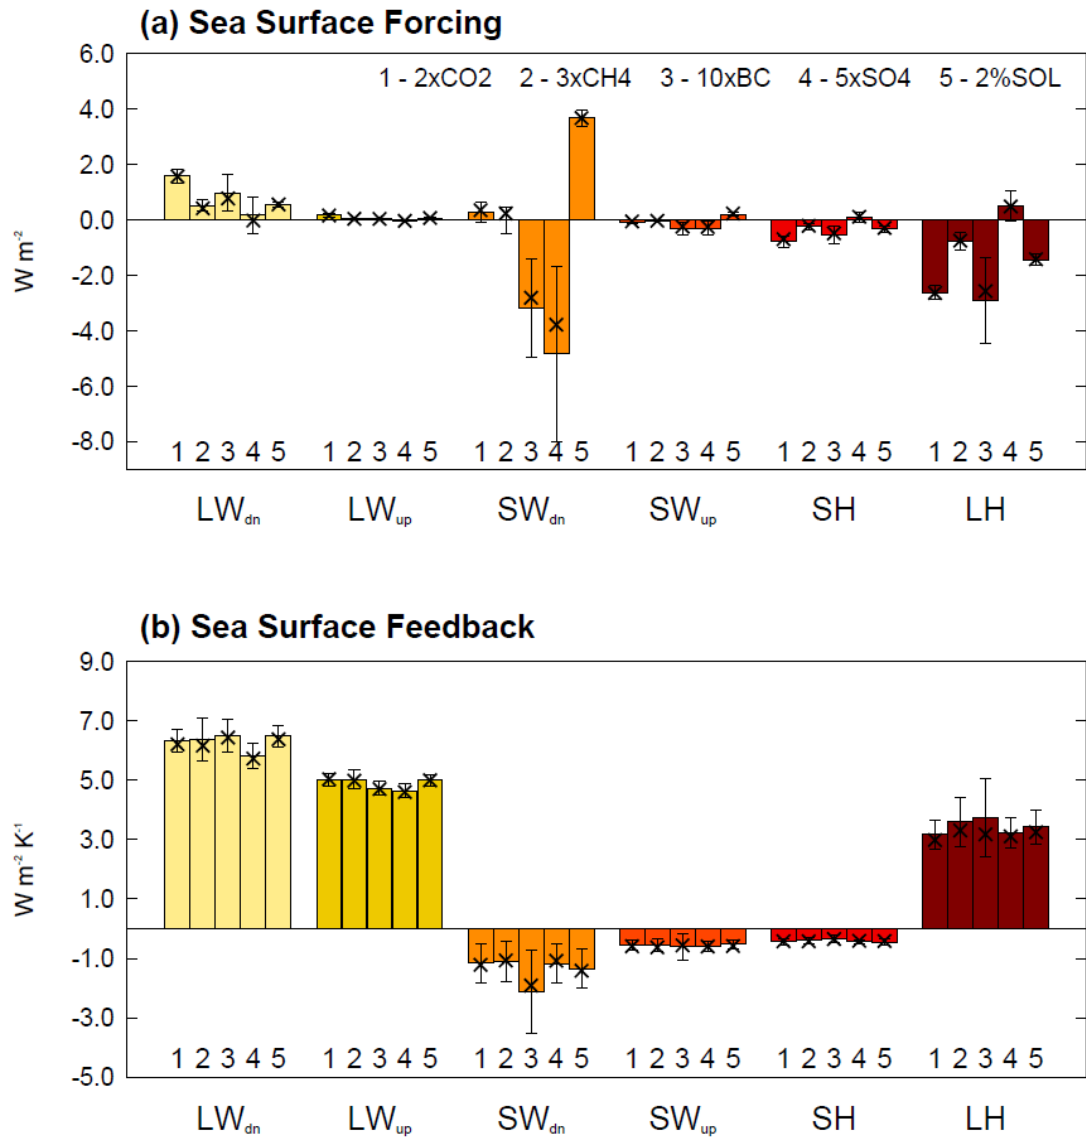 (a) Sea Surface Forcing
6.0
1 - 2xCO2 2 - 3xCH4 3 - 10xBC 4 - 5xSO4 5 - 2%SOL
4.0
2.0
0.0
-2.0
-4.0
-6.0
-8.0
W m⁻²
1 2 3 4 5 1 2 3 4 5 1 2 3 4 5 1 2 3 4 5 1 2 3 4 5 1 2 3 4 5
LWdn LWup SWdn SWup SH LH
(b) Sea Surface Feedback
9.0
7.0
5.0
3.0
1.0
-1.0
-3.0
-5.0
W m⁻² K⁻¹
1 2 3 4 5 1 2 3 4 5 1 2 3 4 5 1 2 3 4 5 1 2 3 4 5 1 2 3 4 5
LWdn LWup SWdn SWup SH LH